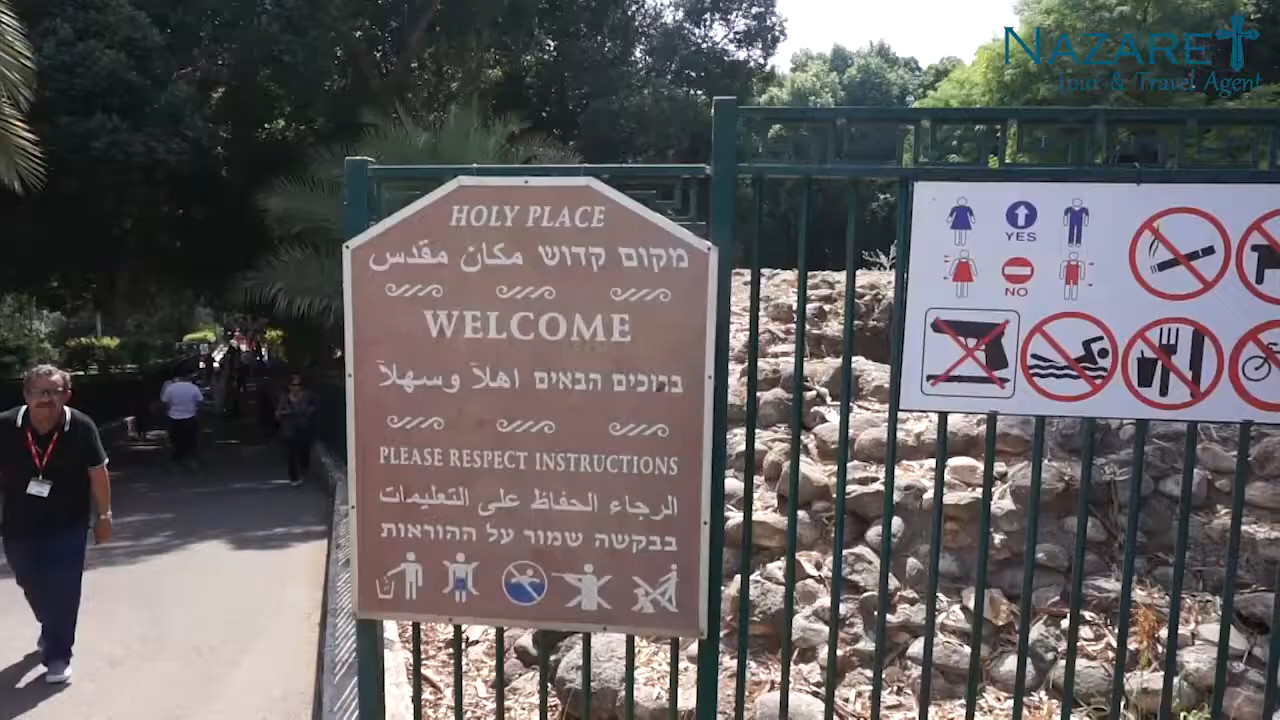 NAZARET
Tour & Travel Agent
HOLY PLACE
מקום קדוש مكان مقدس
WELCOME
ברוכים הבאים اهلاً وسهلاً
PLEASE RESPECT INSTRUCTIONS
الرجاء الحفاظ على التعليمات
בבקשה שמור על ההוראות
YES
NO